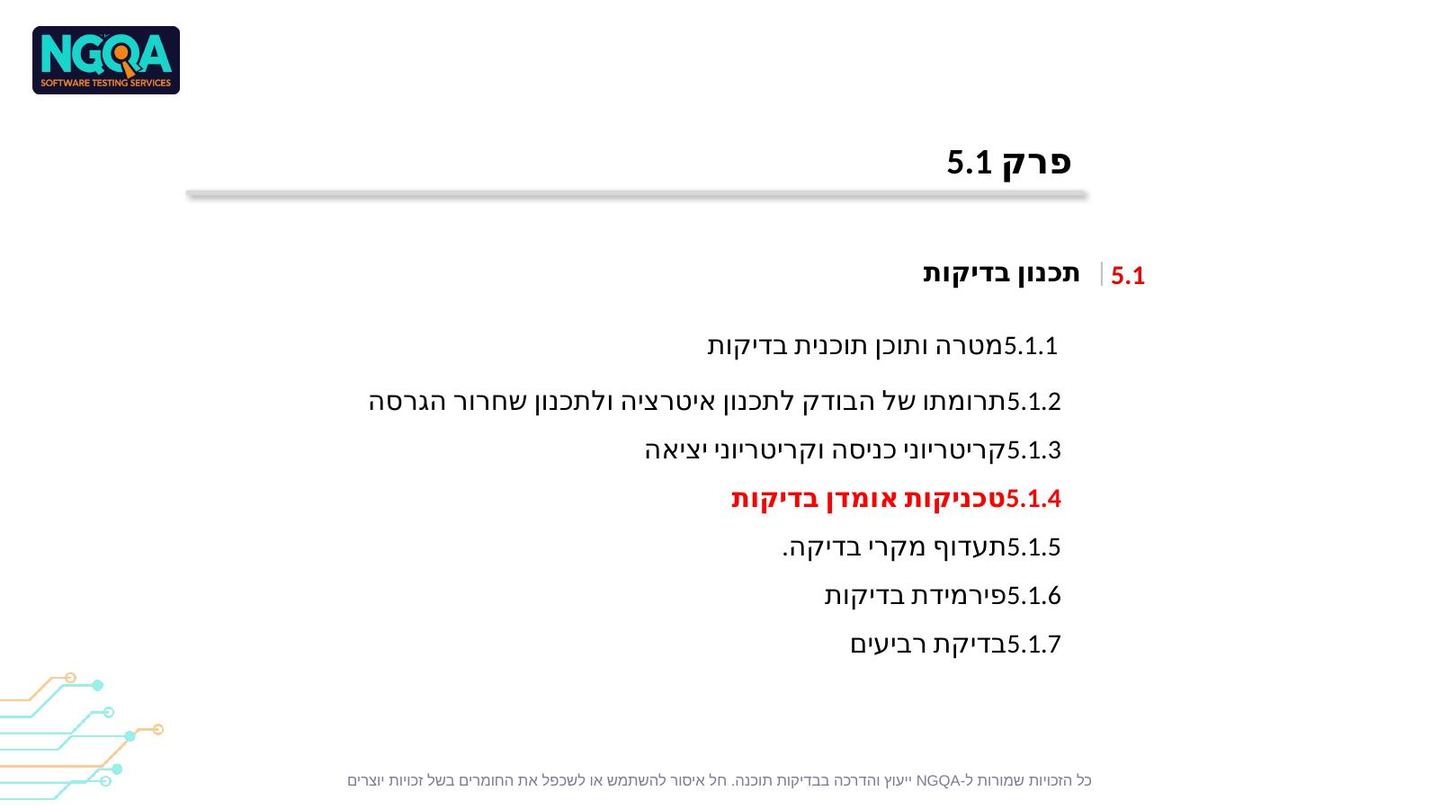 NGQA
SOFTWARE TESTING SERVICES
פרק 5.1
5.1 תכנון בדיקות
5.1.1מטרה ותוכן תוכנית בדיקות
5.1.2תרומתו של הבודק לתכנון איטרציה ולתכנון שחרור הגרסה
5.1.3קריטריוני כניסה וקריטריוני יציאה
5.1.4טכניקות אומדן בדיקות
5.1.5תעדוף מקרי בדיקה.
5.1.6פירמידת בדיקות
5.1.7בדיקת רביעים
כל הזכויות שמורות ל-NGQA ייעוץ והדרכה בבדיקות תוכנה. חל איסור להשתמש או לשכפל את החומרים בשל זכויות יוצרים